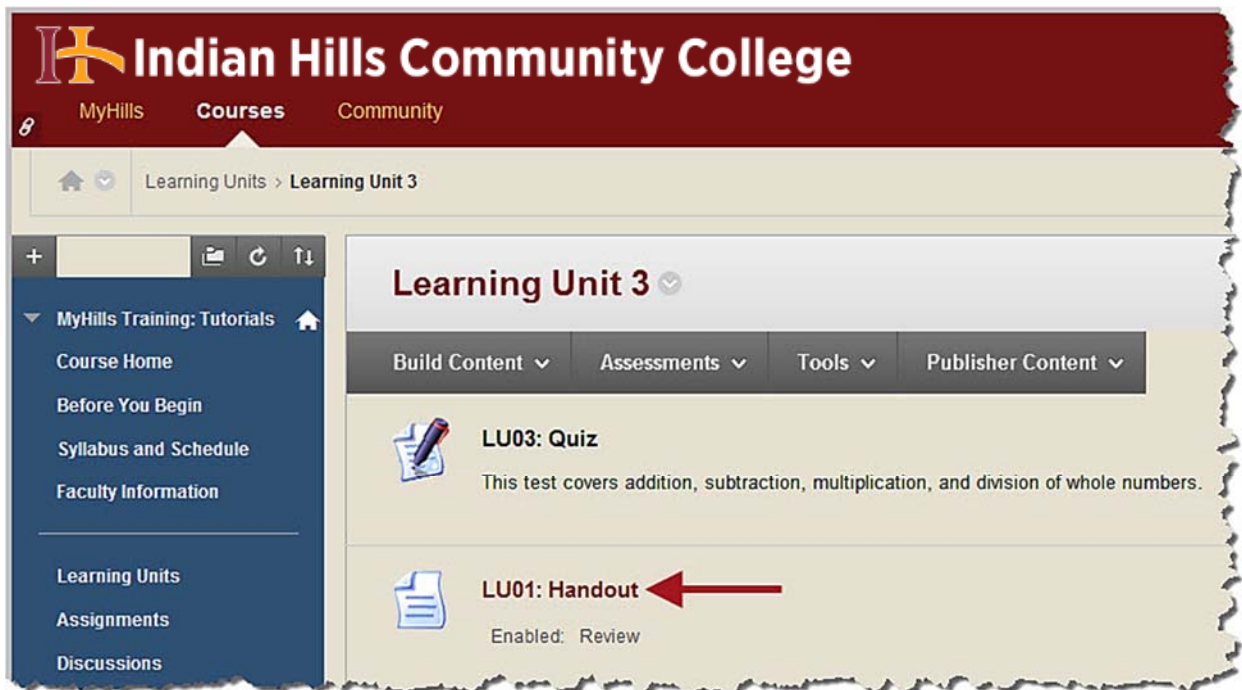 Indian Hills Community College
MyHills Courses Community
Learning Units > Learning Unit 3
Learning Unit 3
MyHills Training: Tutorials
Course Home
Before You Begin
Syllabus and Schedule
Faculty Information
Learning Units
Assignments
Discussions
Build Content Assessments Tools Publisher Content
LU03: Quiz
This test covers addition, subtraction, multiplication, and division of whole numbers.
LU01: Handout
Enabled: Review